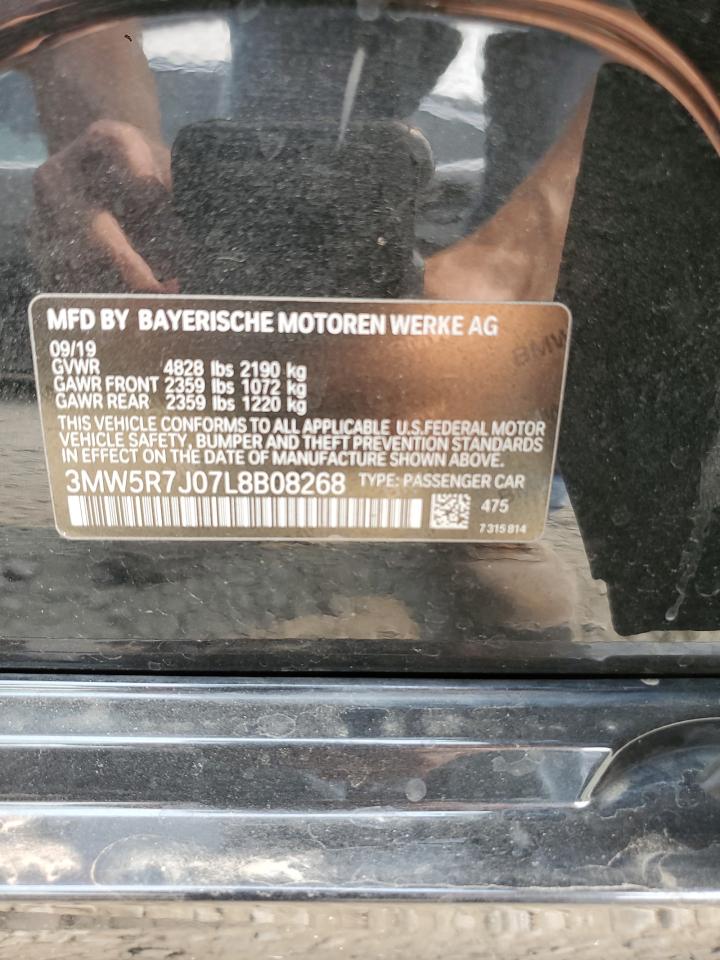 MFD BY BAYERISCHE MOTOREN WERKE AG
09/19
GVWR 4828 lbs 2190 kg
GAWR FRONT 2359 lbs 1072 kg
GAWR REAR 2359 lbs 1220 kg
THIS VEHICLE CONFORMS TO ALL APPLICABLE U.S.FEDERAL MOTOR
VEHICLE SAFETY, BUMPER AND THEFT PREVENTION STANDARDS
IN EFFECT ON THE DATE OF MANUFACTURE SHOWN ABOVE.
3MW5R7J07L8B08268 TYPE: PASSENGER CAR
475
7 315 814
BMW